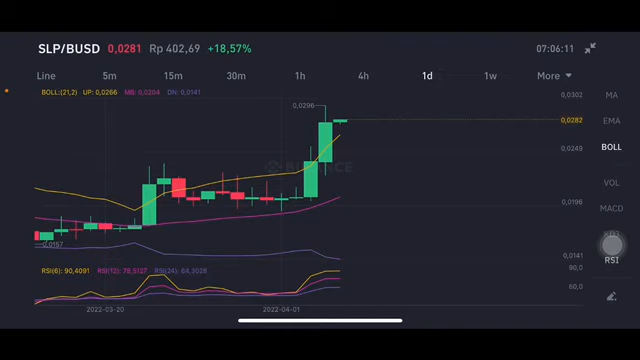 SLP/BUSD 0,0281 Rp 402,69 +18,57% 07:06:11
Line 5m 15m 30m 1h 4h 1d 1w More
BOLL:(21,2) UP: 0,0266 MB: 0,0204 DN: 0,0141
0,0302
MA
0,0296
0,0282
EMA
0,0249
BOLL
BINANCE
VOL
0,0196
MACD
0,0157
0,0141
RSI
RSI(6): 90,4091 RSI(12): 78,5127 RSI(24): 64,3028
90,0
60,0
2022-03-20 2022-04-01